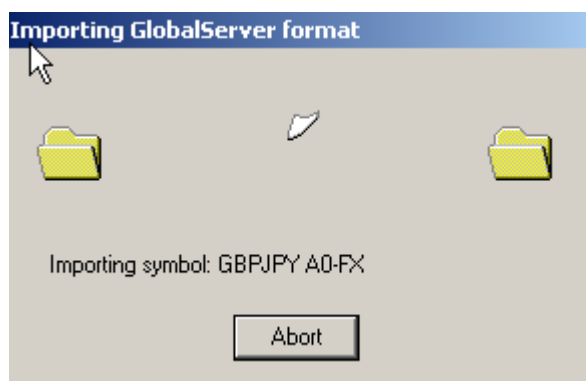 Importing GlobalServer format
Importing symbol: GBPJPY A0-FX
Abort